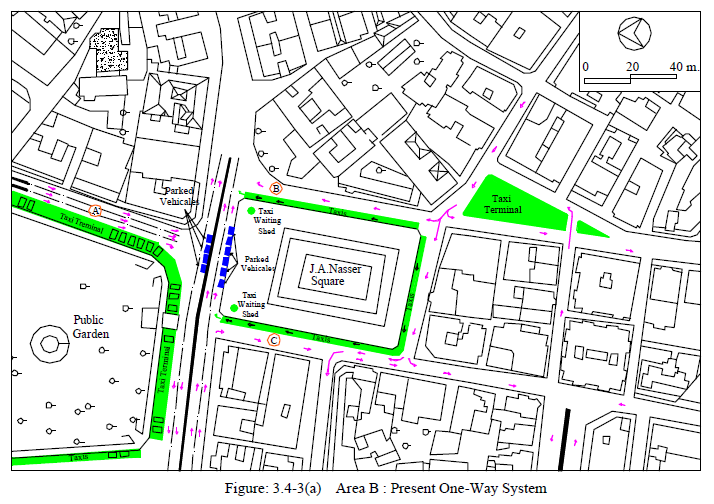 0 20 40 m.
Parked
Vehicales
B
Taxi
Terminal
A
Taxi Treminal
Taxis
Taxi
Waiting
Shed
Parked
Vehicales
J.A.Nasser
Square
Taxi
Waiting
Shed
Taxis
Public
Garden
Taxis
C
Taxi Terminal
Taxis
Figure: 3.4-3(a) Area B : Present One-Way System